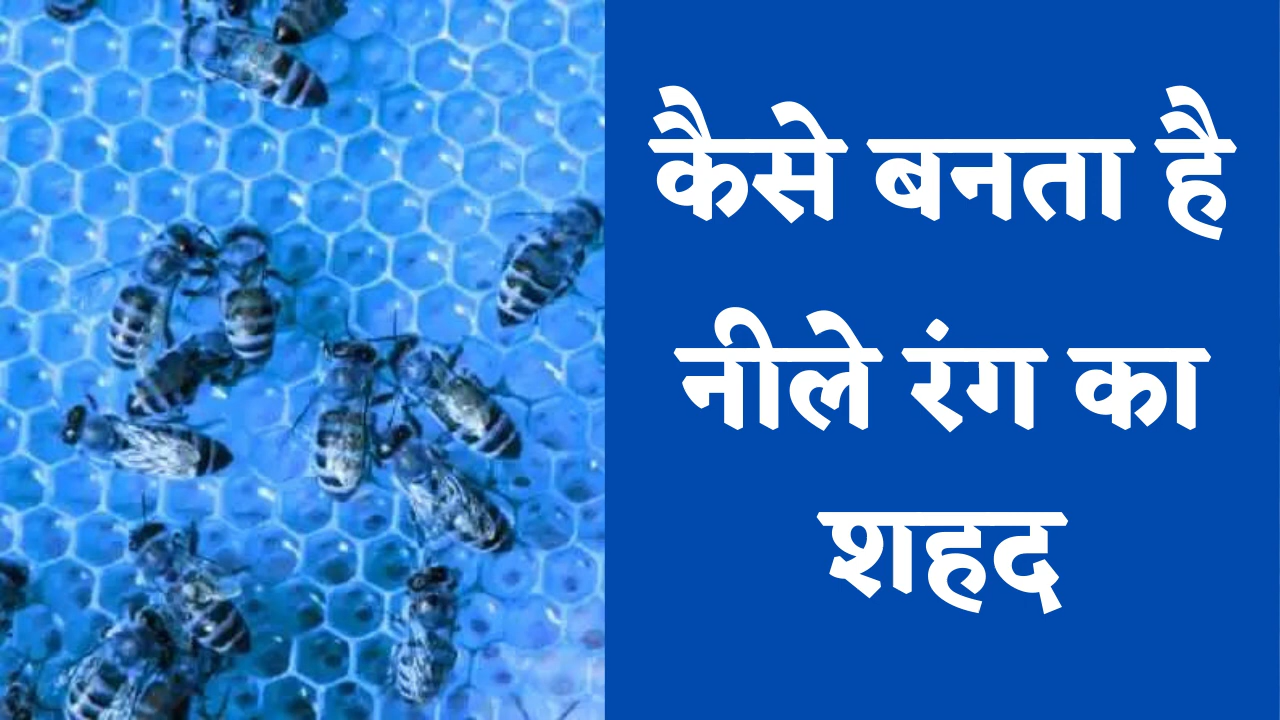 कैसे बनता है
नीले रंग का
शहद